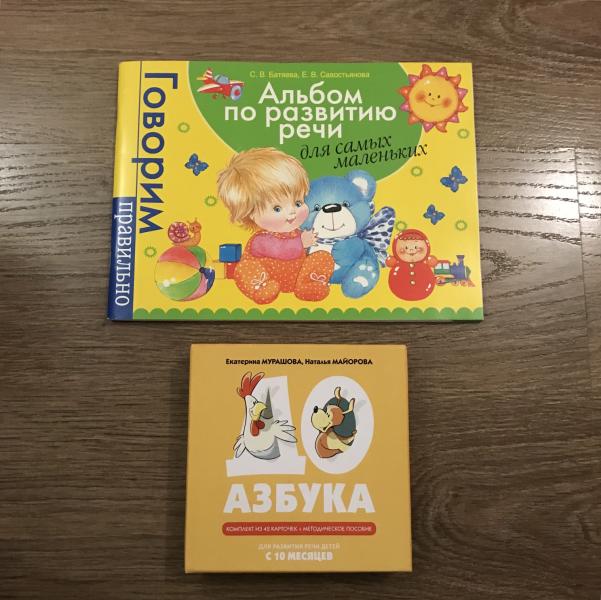 С. В. Батяева, Е. В. Савостьянова
Говорим
правильно
Альбом
по развитию
речи
для самых
маленьких
Екатерина МУРАШОВА, Наталья МАЙОРОВА
ДО
АЗБУКА
КОМПЛЕКТ ИЗ 42 КАРТОЧЕК + МЕТОДИЧЕСКОЕ ПОСОБИЕ
ДЛЯ РАЗВИТИЯ РЕЧИ ДЕТЕЙ
С 10 МЕСЯЦЕВ